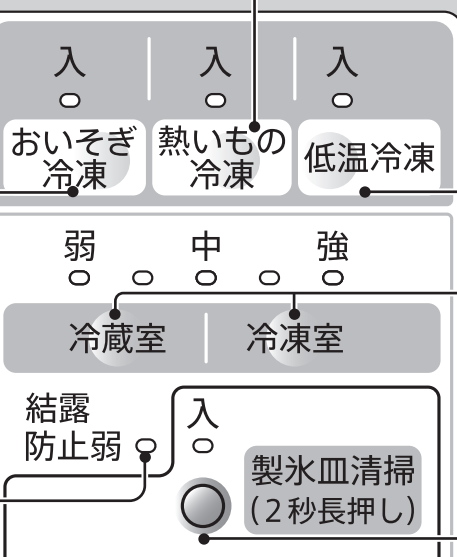 入 入 入
おいそぎ
冷凍
熱いもの
冷凍
低温冷凍
弱 中 強
冷蔵室 冷凍室
結露
防止弱
入
製氷皿清掃
(2秒長押し)